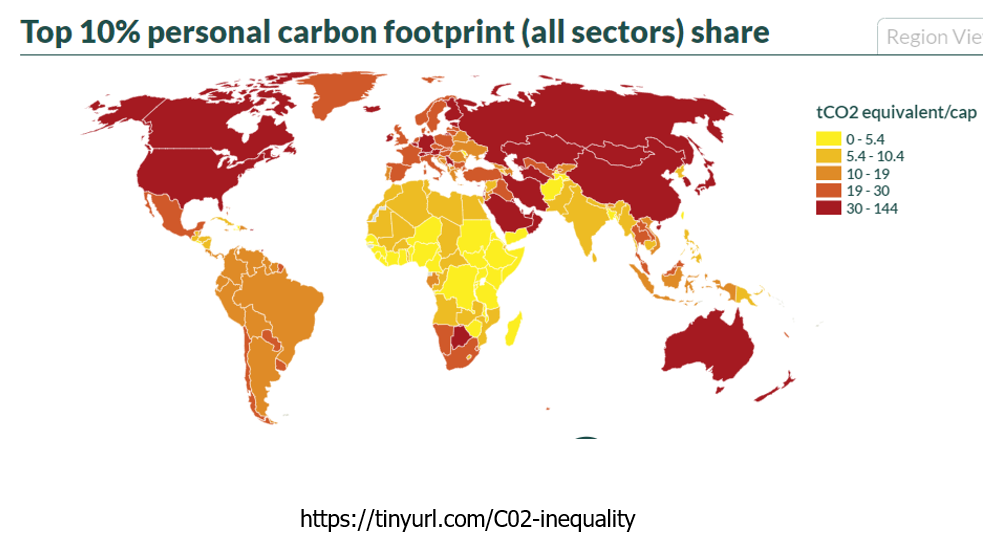 Top 10% personal carbon footprint (all sectors) share
Region Vie
tCO2 equivalent/cap
0 - 5.4
5.4 - 10.4
10 - 19
19 - 30
30 - 144
https://tinyurl.com/C02-inequality